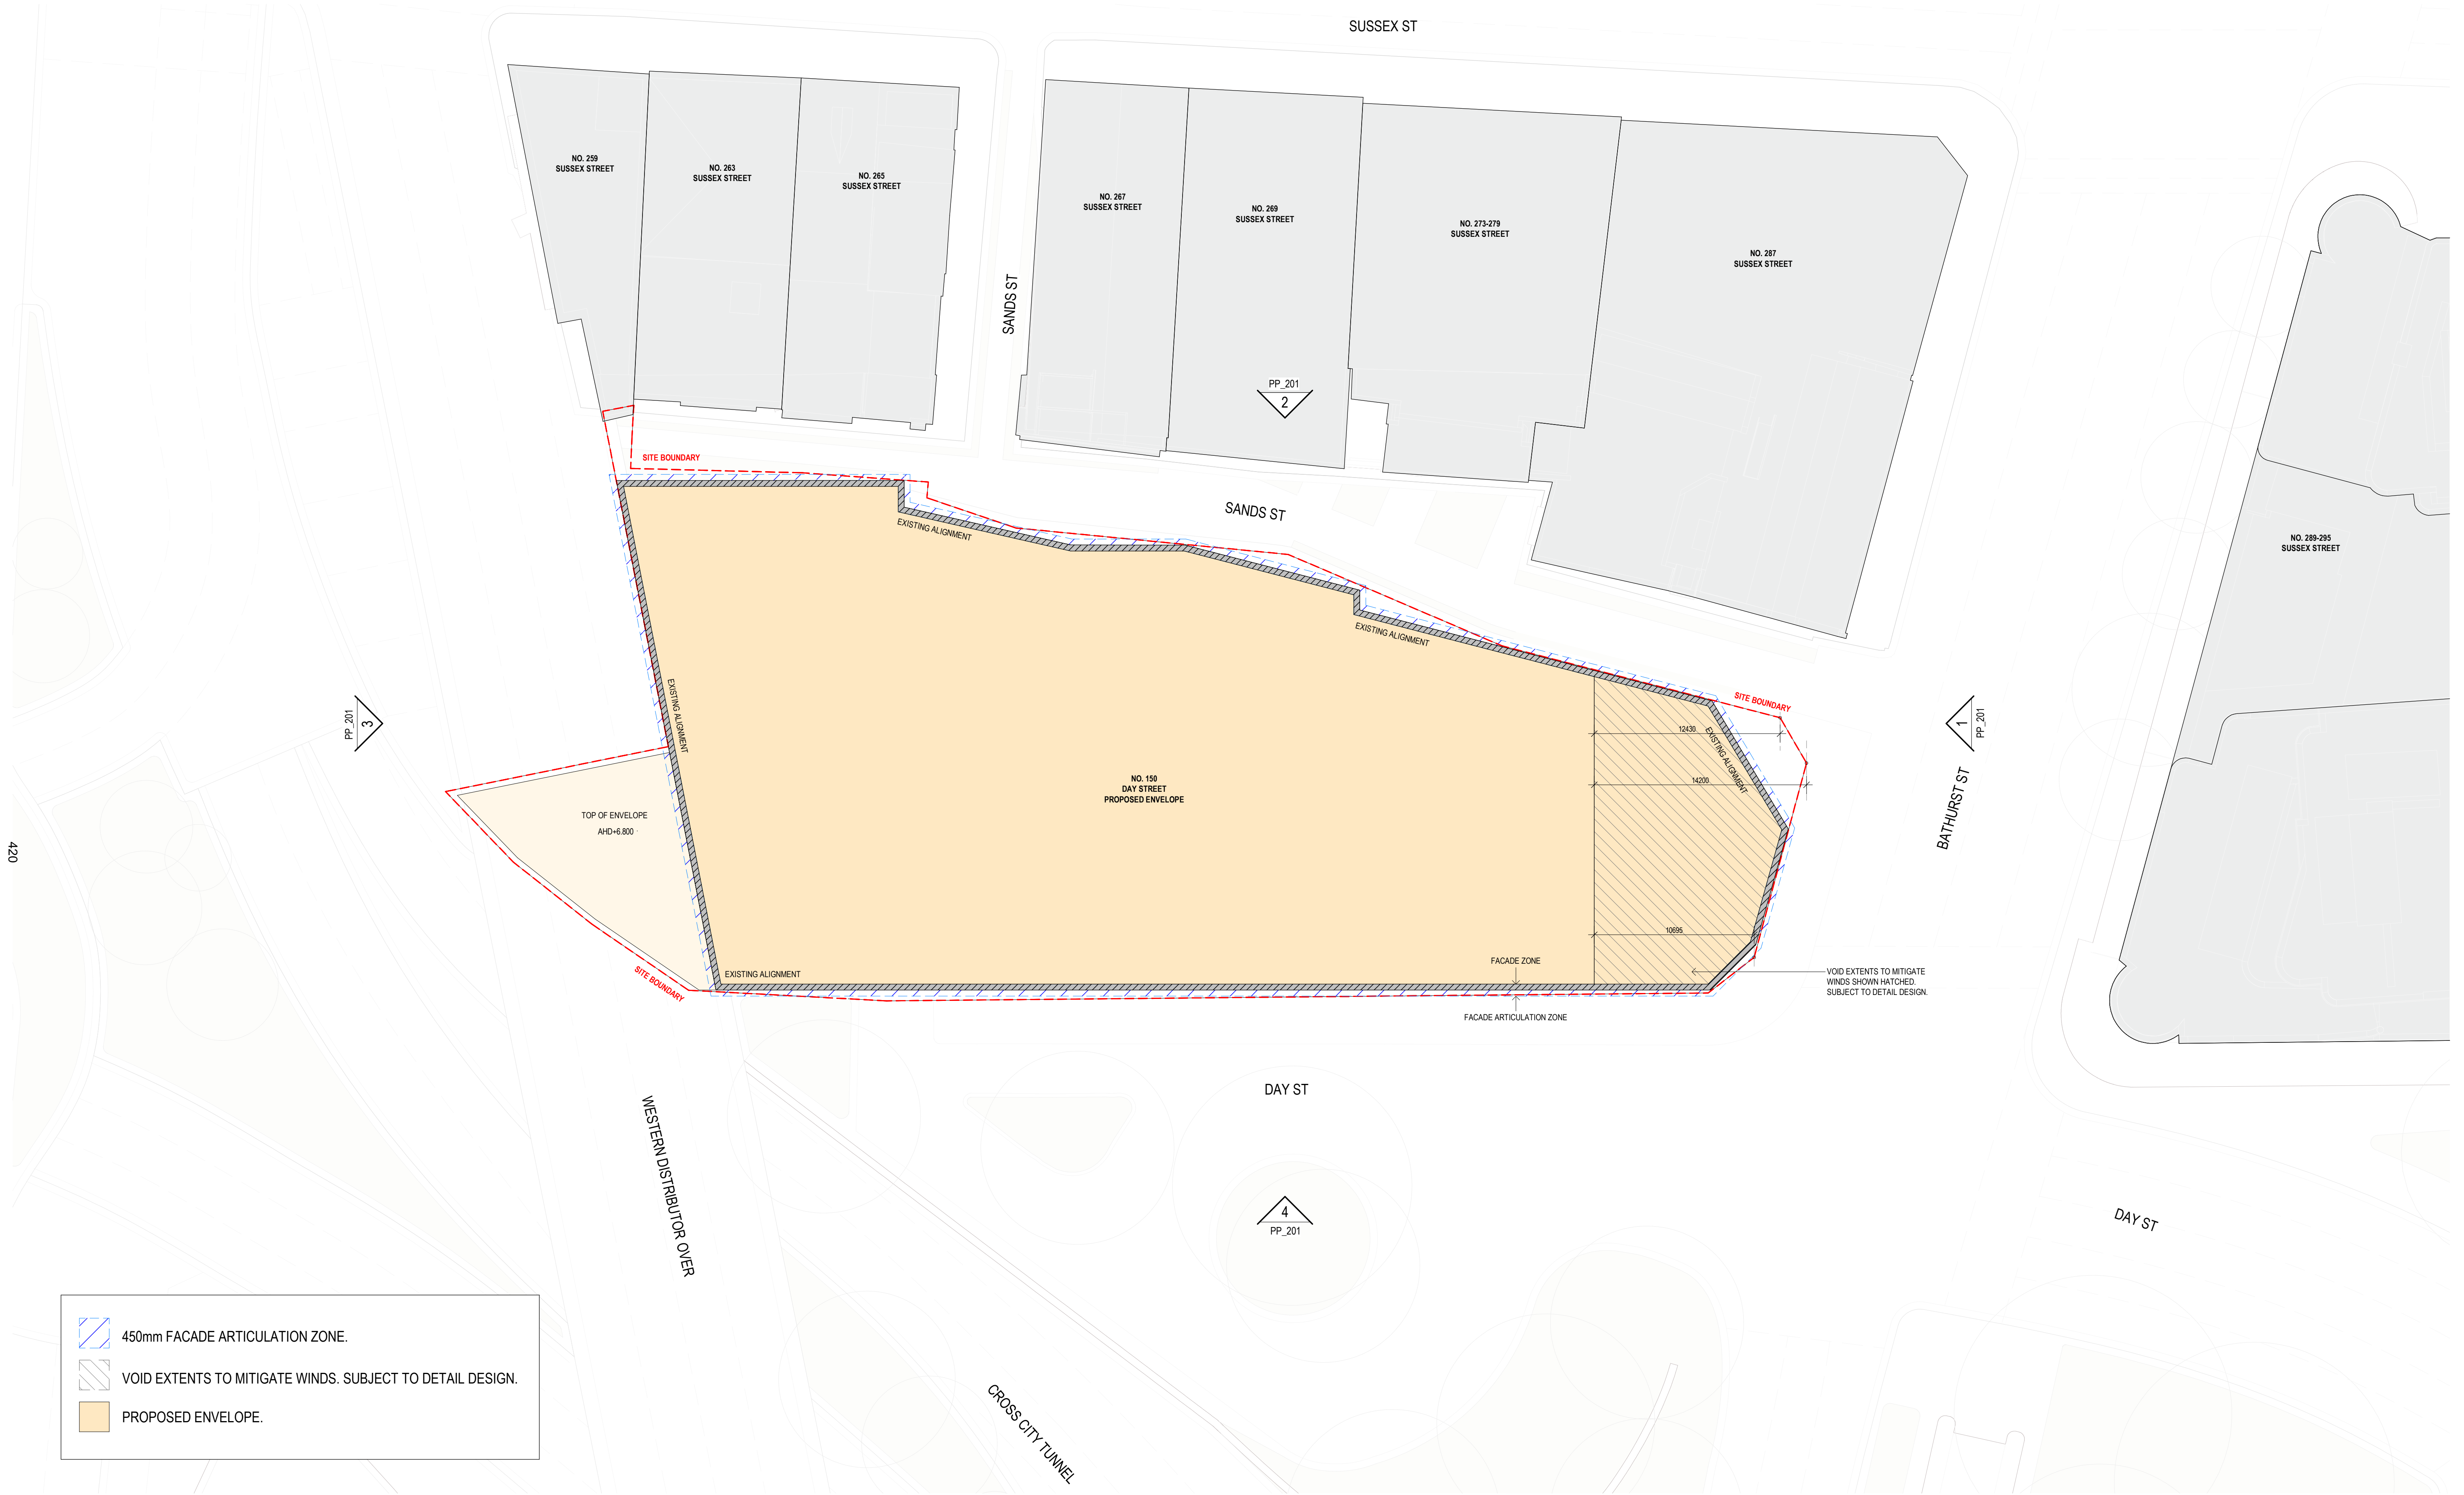 SUSSEX ST
NO. 259
SUSSEX STREET
NO. 263
SUSSEX STREET
NO. 265
SUSSEX STREET
NO. 267
SUSSEX STREET
NO. 269
SUSSEX STREET
NO. 273-279
SUSSEX STREET
NO. 287
SUSSEX STREET
SANDS ST
PP_201
2
SITE BOUNDARY
SANDS ST
EXISTING ALIGNMENT
NO. 289-295
SUSSEX STREET
EXISTING ALIGNMENT
EXISTING ALIGNMENT
PP_201
3
SITE BOUNDARY
12430
EXISTING ALIGNMENT
1
PP_201
14200
NO. 150
DAY STREET
PROPOSED ENVELOPE
BATHURST ST
TOP OF ENVELOPE
AHD+6.800
420
10695
FACADE ZONE
EXISTING ALIGNMENT
SITE BOUNDARY
VOID EXTENTS TO MITIGATE
WINDS SHOWN HATCHED.
SUBJECT TO DETAIL DESIGN.
FACADE ARTICULATION ZONE
DAY ST
WESTERN DISTRIBUTOR OVER
4
PP_201
DAY ST
450mm FACADE ARTICULATION ZONE.
VOID EXTENTS TO MITIGATE WINDS. SUBJECT TO DETAIL DESIGN.
PROPOSED ENVELOPE.
CROSS CITY TUNNEL